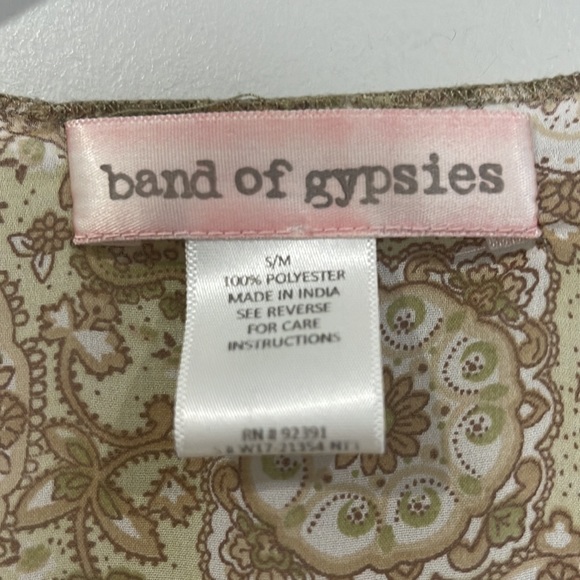 band of gypsies
S/M
100% POLYESTER
MADE IN INDIA
SEE REVERSE
FOR CARE
INSTRUCTIONS
RN # 92391